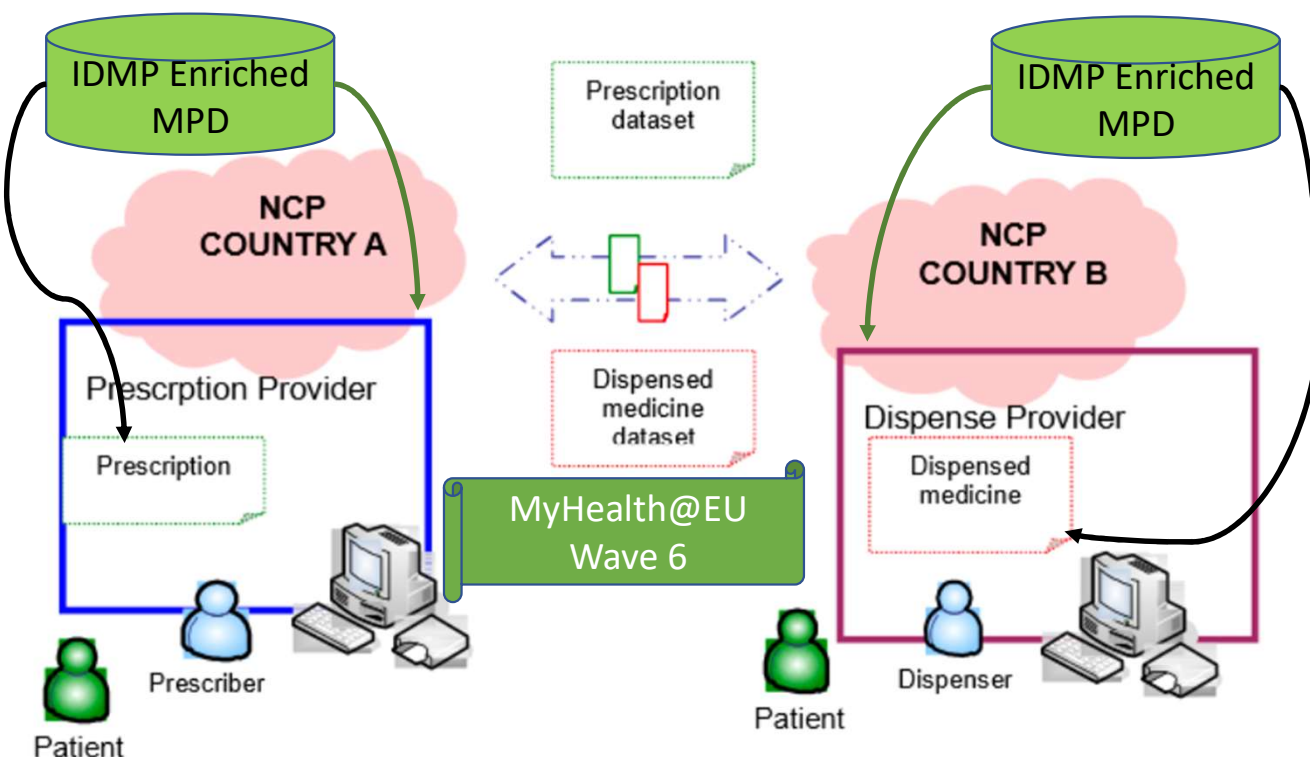 IDMP Enriched
MPD
IDMP Enriched
MPD
Prescription
dataset
NCP
COUNTRY A
NCP
COUNTRY B
Prescrption Provider
Prescription
Dispensed
medicine
dataset
Dispense Provider
Dispensed
medicine
MyHealth@EU
Wave 6
Prescriber
Patient
Dispenser
Patient